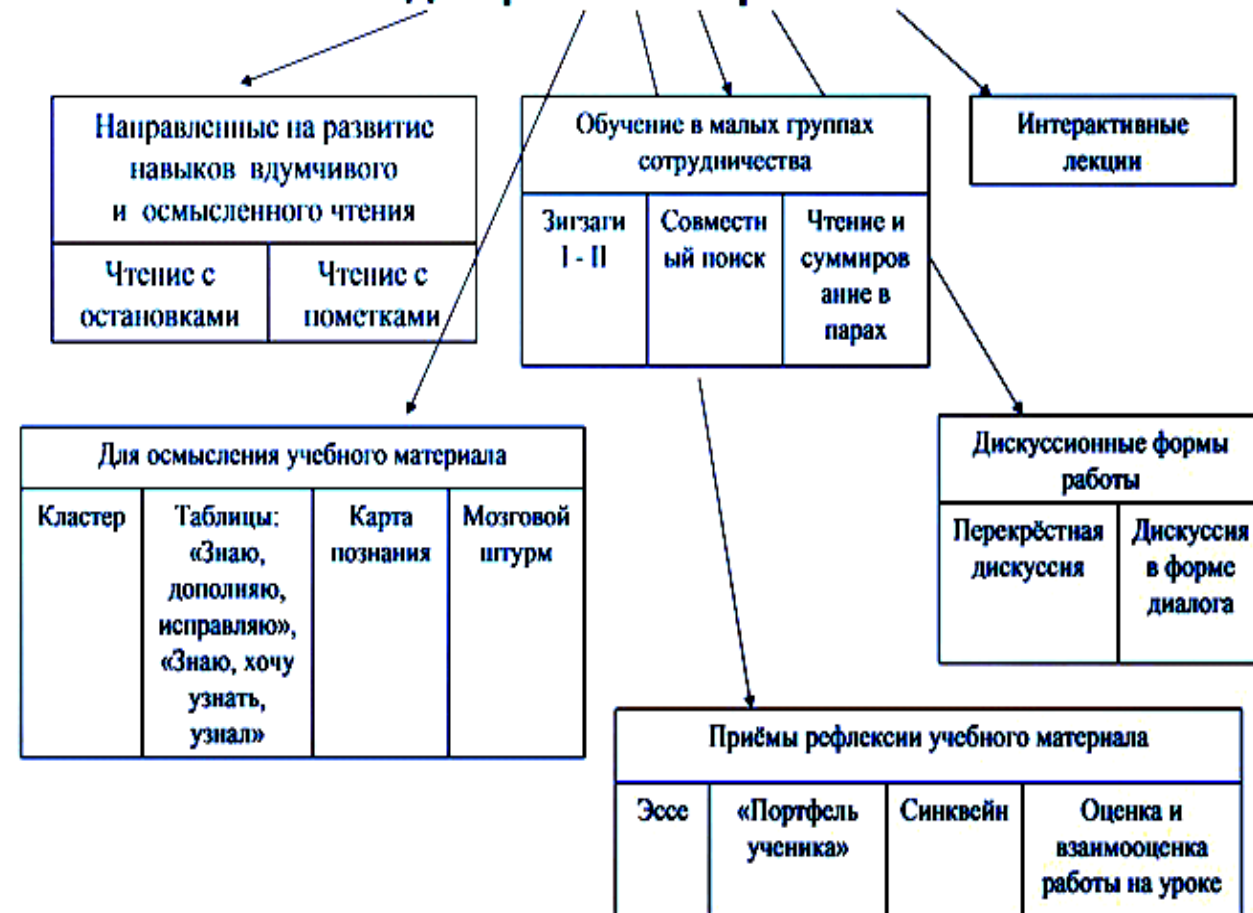 Направленные на развитие
навыков вдумчивого
и осмысленного чтения
Чтение с
остановками
Чтение с
пометками
Обучение в малых группах
сотрудничества
Зигзаги
I - II
Совместн
ый поиск
Чтение и
суммиров
ание в
парах
Интерактивные
лекции
Для осмысления учебного материала
Кластер
Таблицы:
«Знаю,
дополняю,
исправляю»,
«Знаю, хочу
узнать,
узнал»
Карта
познания
Мозговой
штурм
Дискуссионные формы
работы
Перекрёстная
дискуссия
Дискуссия
в форме
диалога
Приёмы рефлексии учебного материала
Эссе
«Портфель
ученика»
Синквейн
Оценка и
взаимооценка
работы на уроке